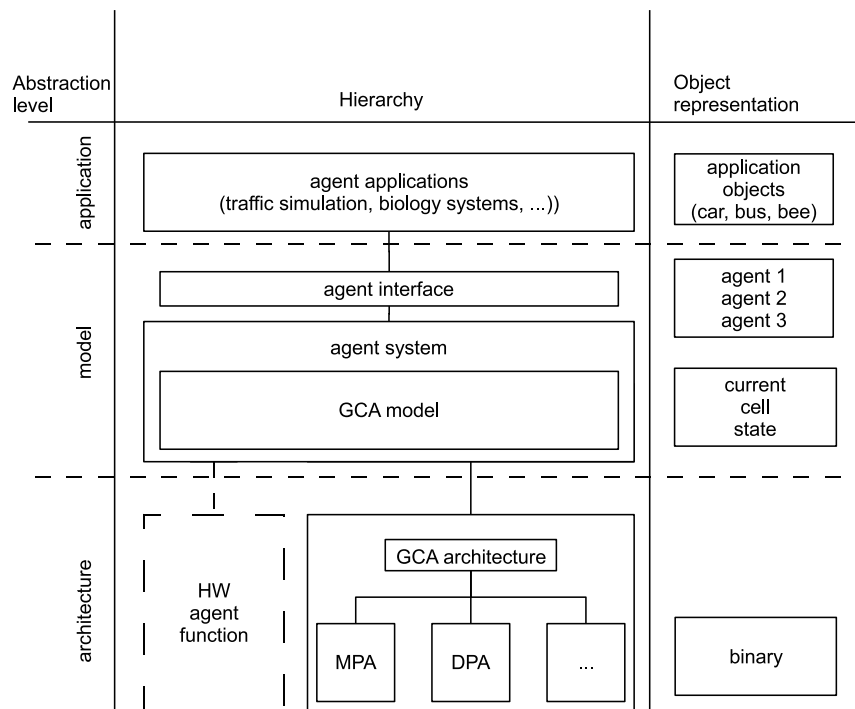 Abstraction
level
Hierarchy
Object
representation
application
agent applications
(traffic simulation, biology systems, ...))
application
objects
(car, bus, bee)
model
agent interface
agent system
GCA model
agent 1
agent 2
agent 3
current
cell
state
architecture
HW
agent
function
GCA architecture
MPA
DPA
...
binary